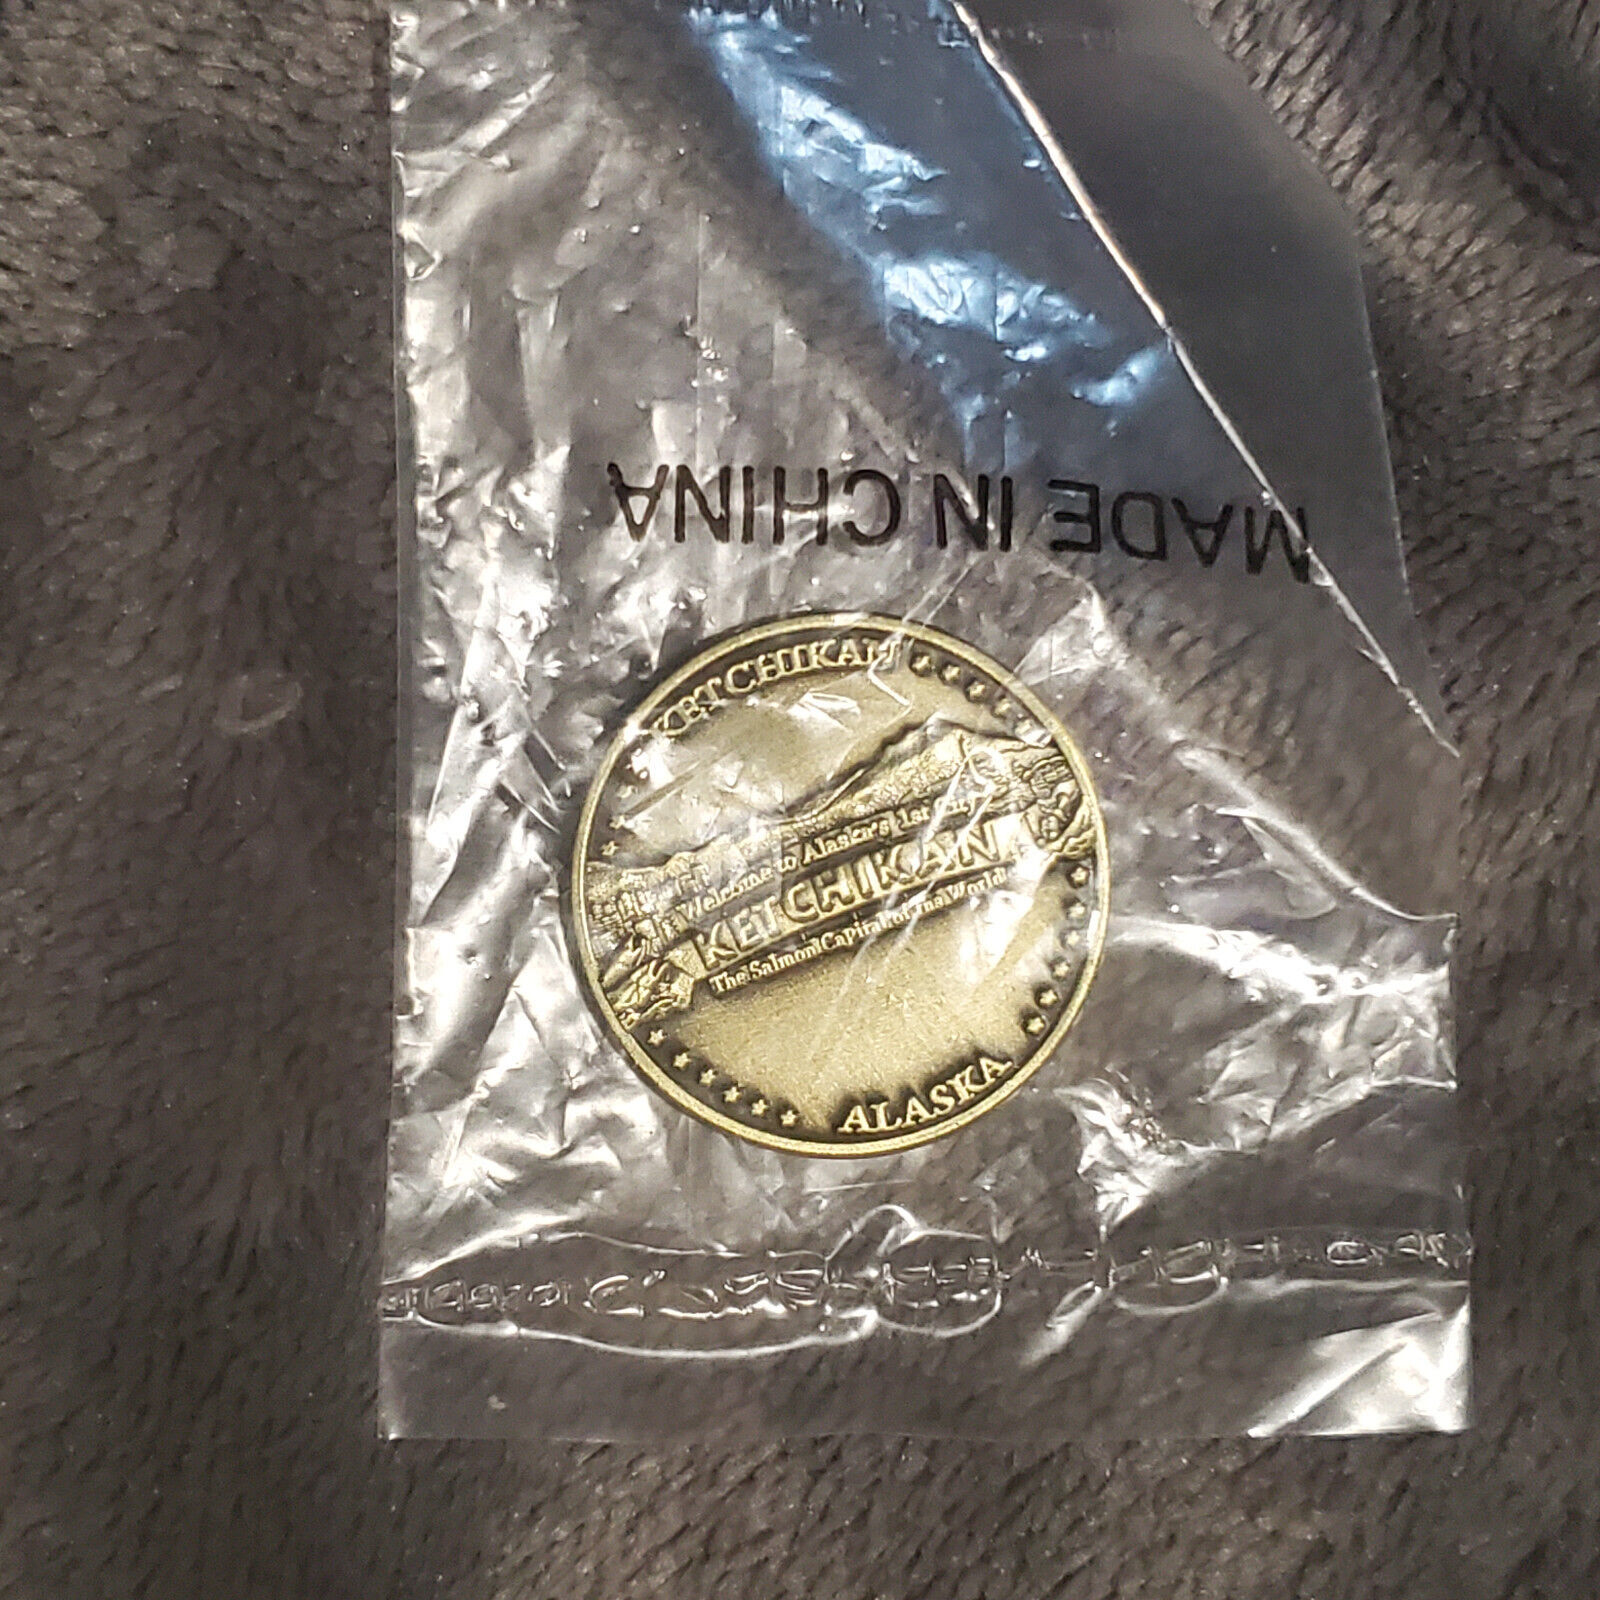 MADE IN CHINA
KETCHIKAN
Welcome to Alaska's 1st City
KETCHIKAN
The Salmon Capital of the World
ALASKA